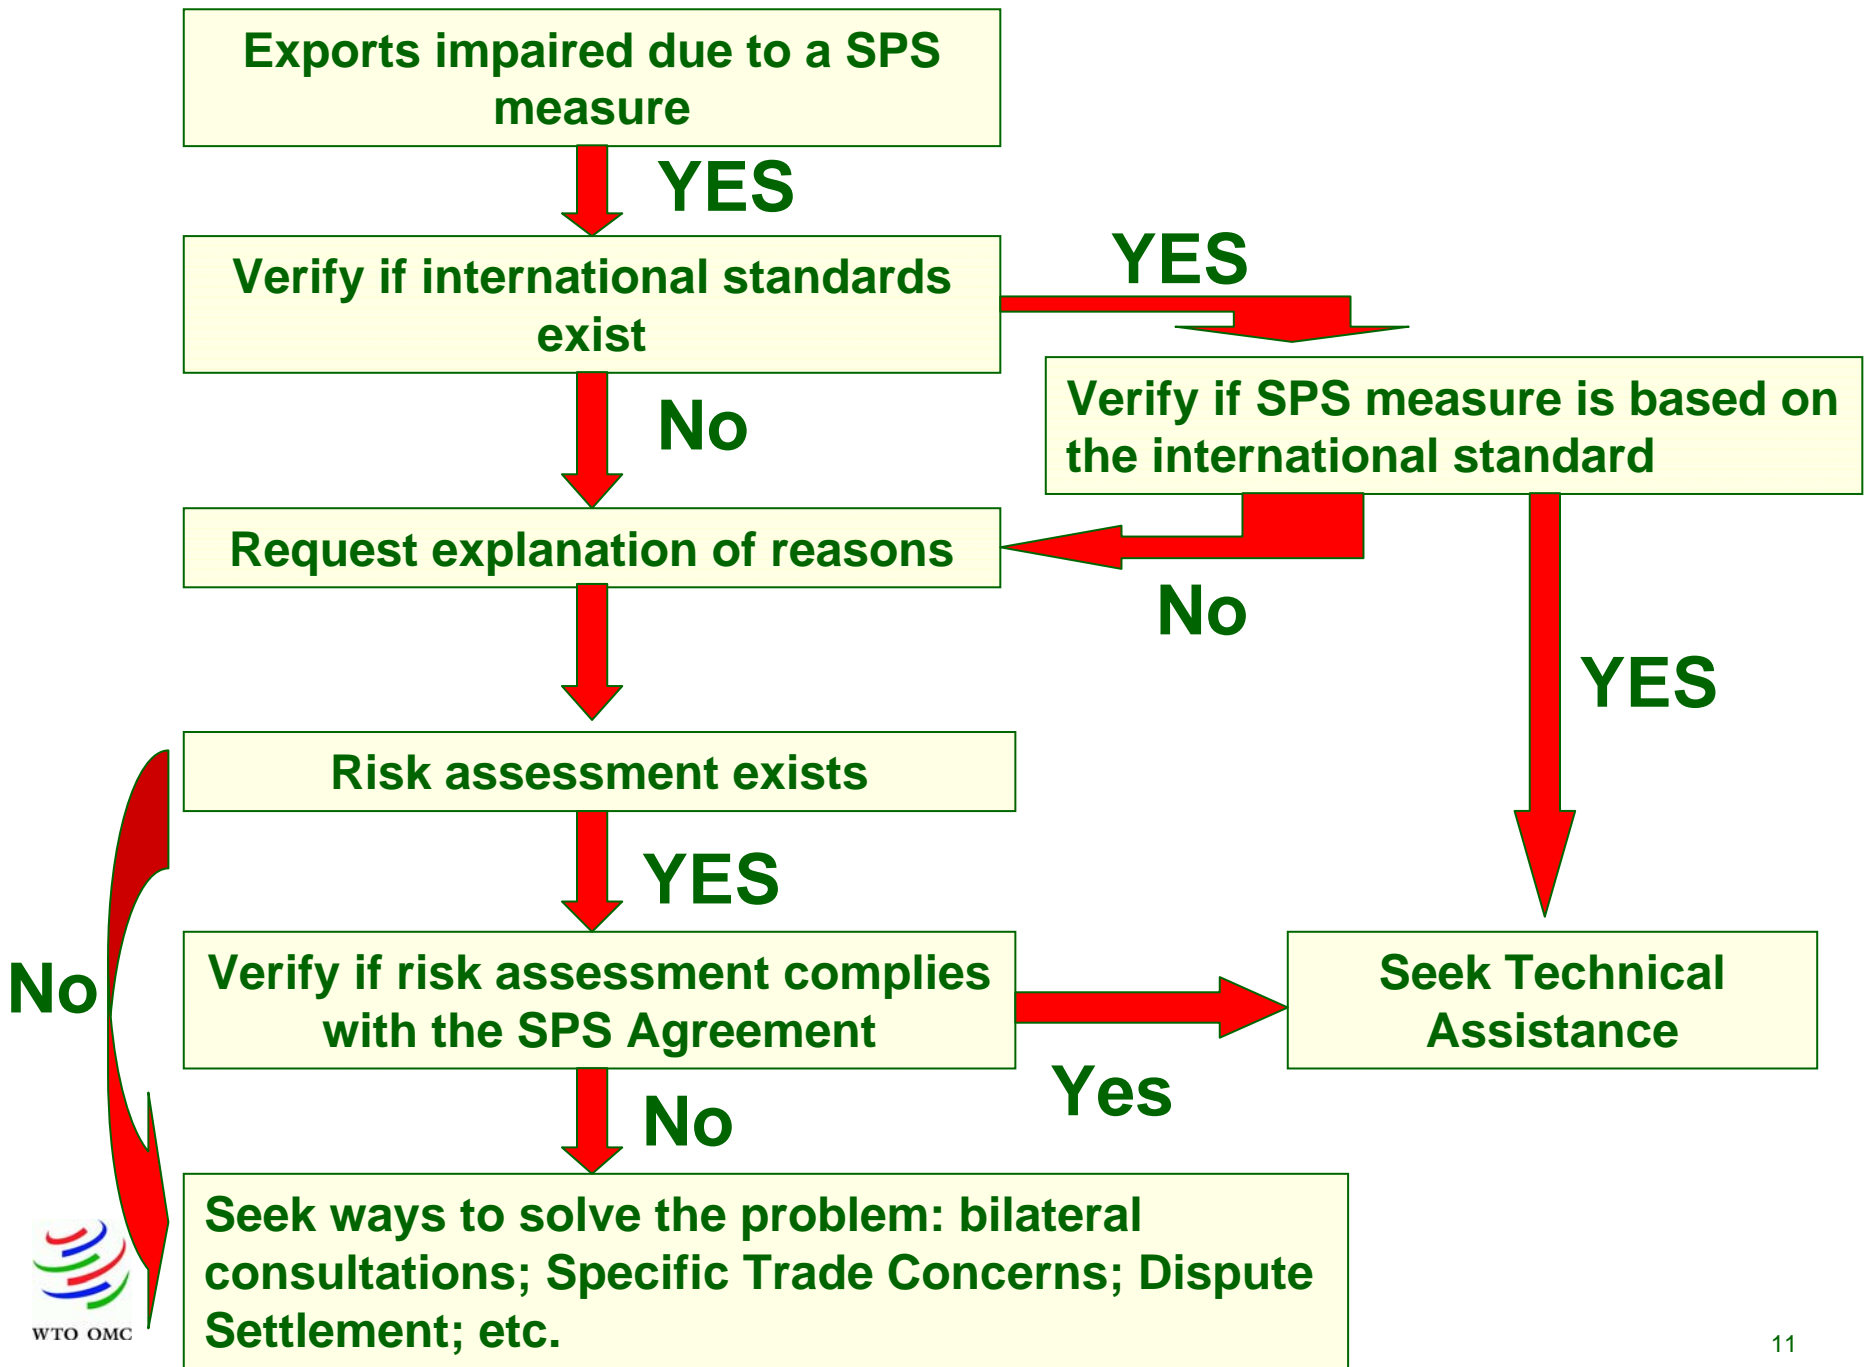 Exports impaired due to a SPS
measure
YES
Verify if international standards
exist
YES
No
Verify if SPS measure is based on
the international standard
Request explanation of reasons
No
YES
Risk assessment exists
YES
No
Verify if risk assessment complies
with the SPS Agreement
Seek Technical
Assistance
Yes
No
Seek ways to solve the problem: bilateral
consultations; Specific Trade Concerns; Dispute
Settlement; etc.
WTO OMC
11